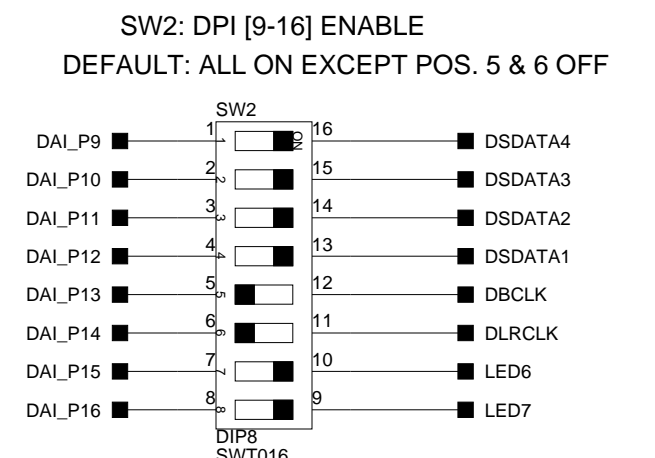 SW2: DPI [9-16] ENABLE
DEFAULT: ALL ON EXCEPT POS. 5 & 6 OFF
SW2
DAI_P9 1 1 ON 16 DSDATA4
DAI_P10 2 2 15 DSDATA3
DAI_P11 3 3 14 DSDATA2
DAI_P12 4 4 13 DSDATA1
DAI_P13 5 5 12 DBCLK
DAI_P14 6 6 11 DLRCLK
DAI_P15 7 7 10 LED6
DAI_P16 8 8 9 LED7
DIP8
SWT016